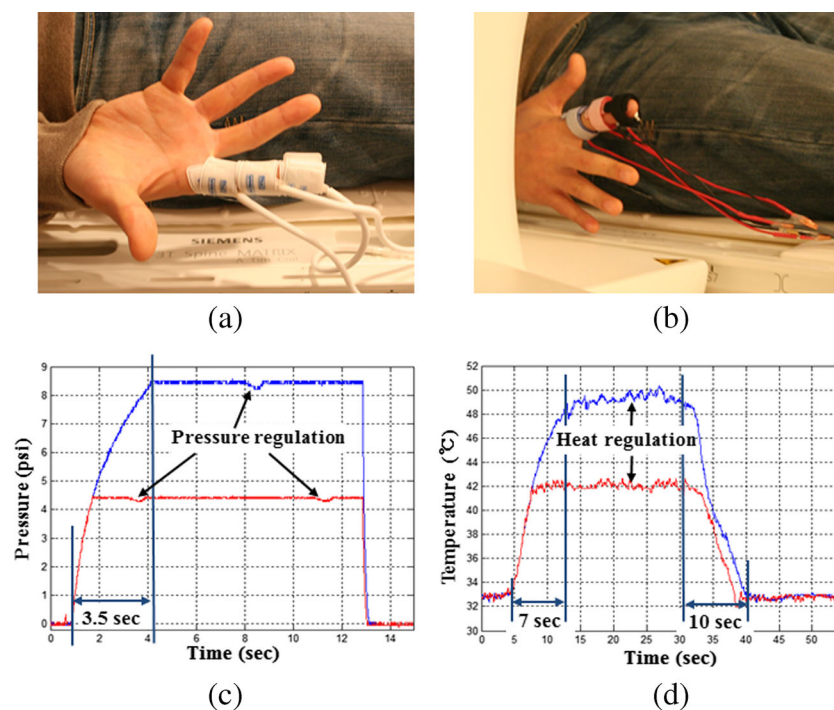 SIEMENS
3T Spine MATRIX
(a)
(b)
9
8
7
6
5
4
3
2
1
0
Pressure (psi)
Pressure regulation
3.5 sec
0 2 4 6 8 10 12 14
Time (sec)
(c)
52
50
48
46
44
42
40
38
36
34
32
30
Temperature (℃)
Heat regulation
7 sec
10 sec
0 5 10 15 20 25 30 35 40 45 50
Time (sec)
(d)